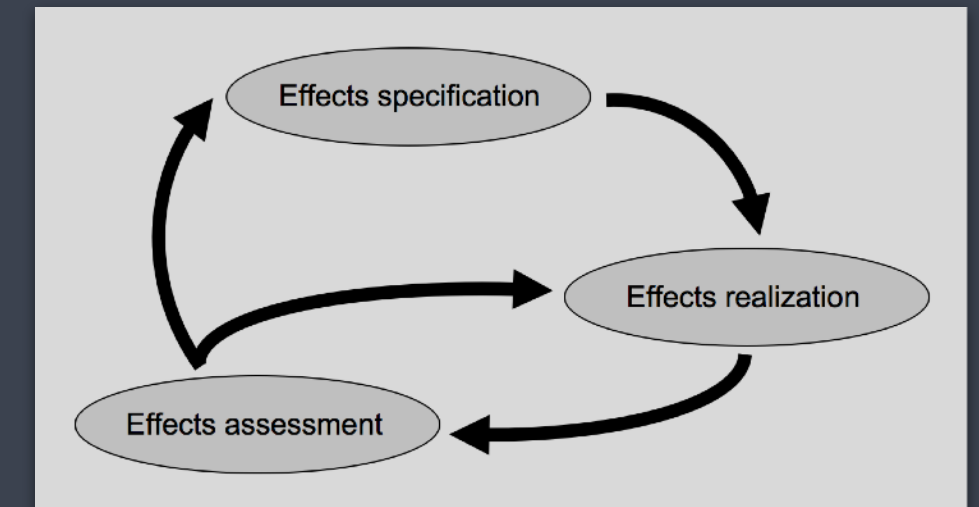 Effects specification
Effects realization
Effects assessment